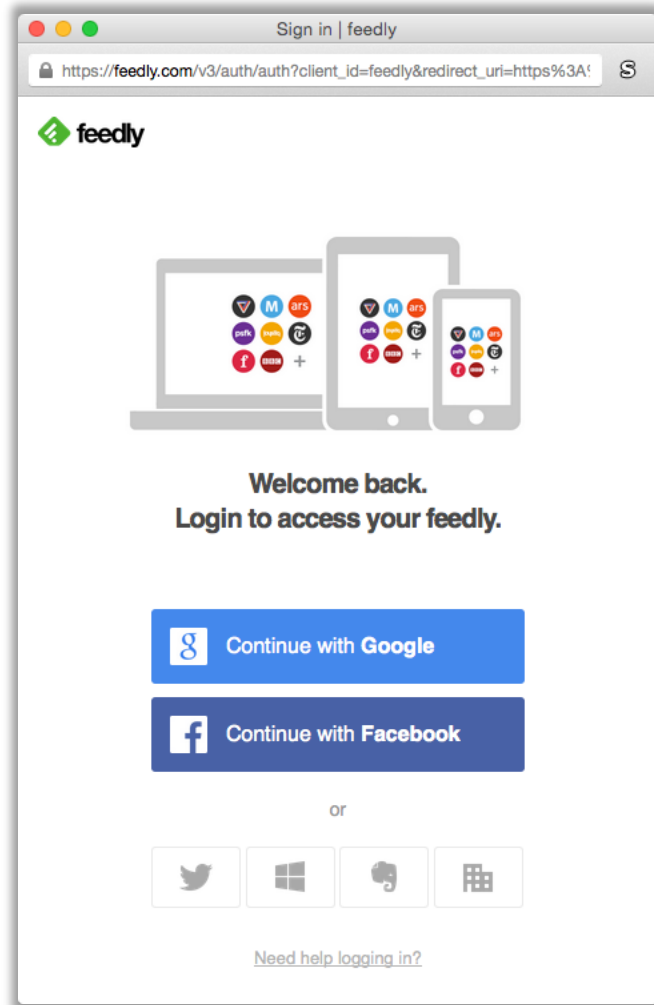 Sign in | feedly
https://feedly.com/v3/auth/auth?client_id=feedly&redirect_uri=https%3A%
S
feedly
M ars
psfk
f BBC +
M ars
psfk
f +
M ars
f +
Welcome back.
Login to access your feedly.
g Continue with Google
f Continue with Facebook
or
Need help logging in?